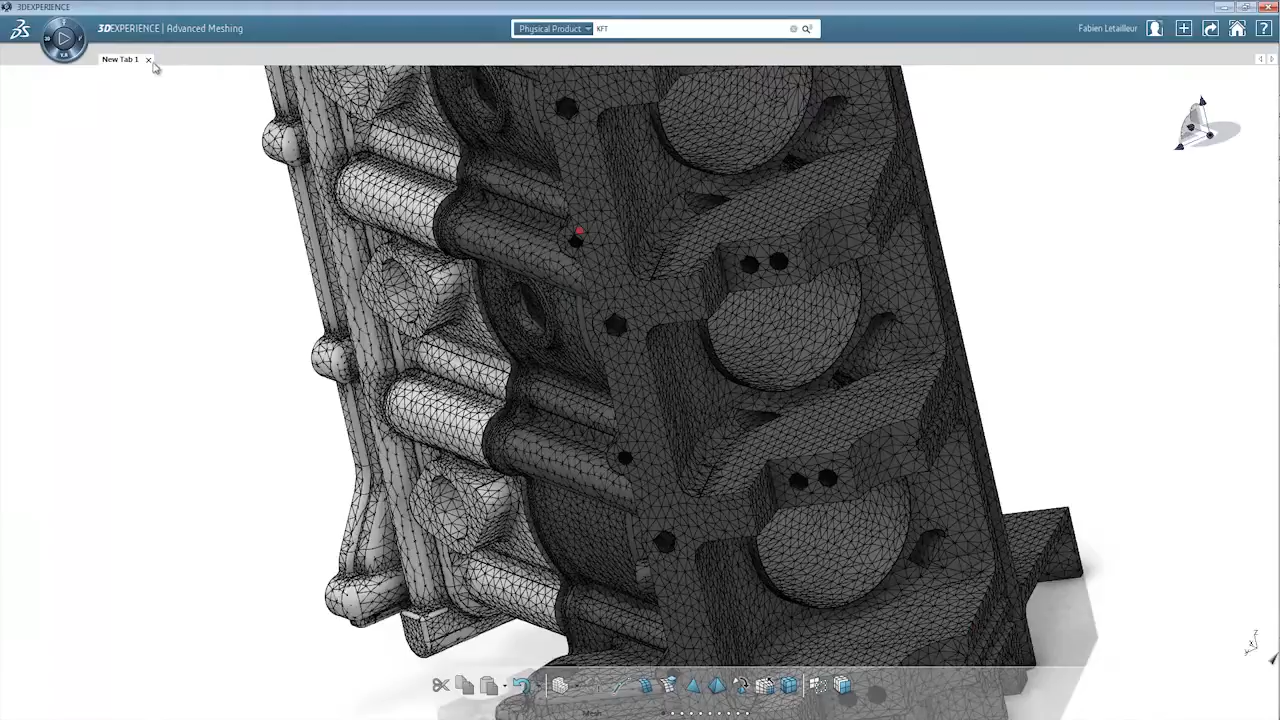 3DEXPERIENCE
3DEXPERIENCE | Advanced Meshing
Physical Product
KFT
Fabien Letailleur
New Tab 1
Mesh